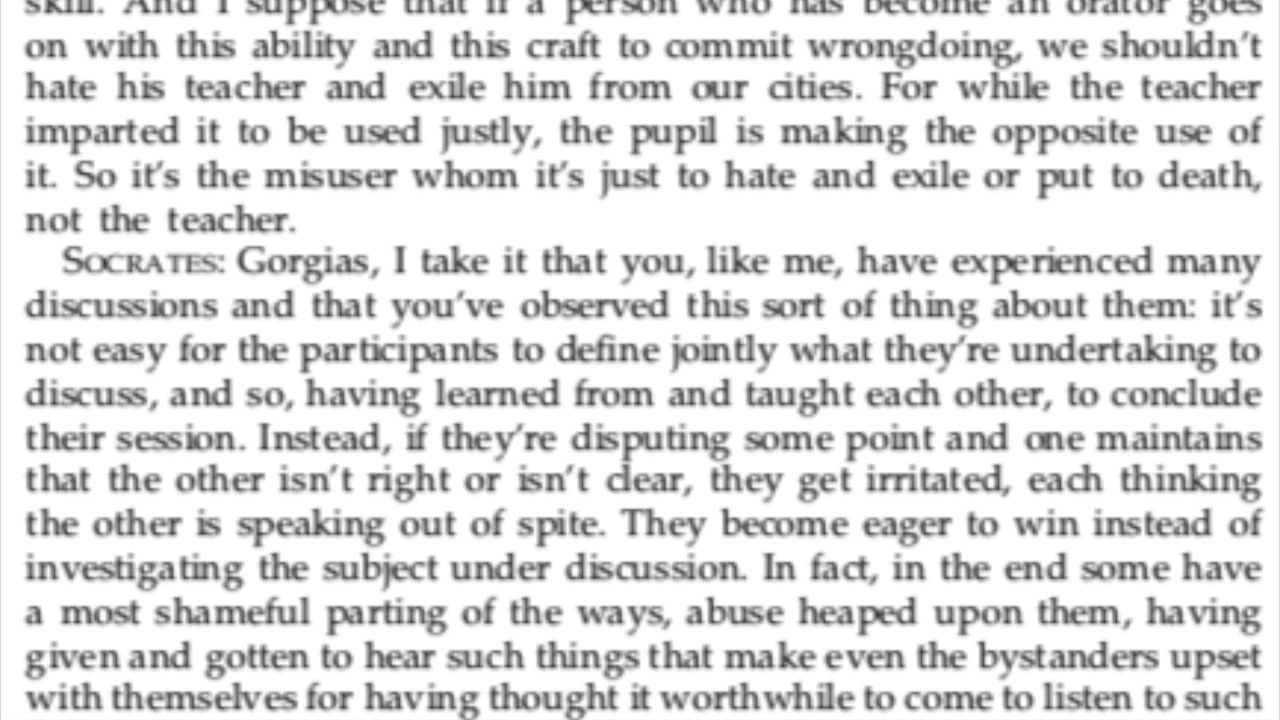 skill. And I suppose that if a person who has become an orator goes
on with this ability and this craft to commit wrongdoing, we shouldn't
hate his teacher and exile him from our cities. For while the teacher
imparted it to be used justly, the pupil is making the opposite use of
it. So it's the misuser whom it's just to hate and exile or put to death,
not the teacher.
SOCRATES: Gorgias, I take it that you, like me, have experienced many
discussions and that you've observed this sort of thing about them: it's
not easy for the participants to define jointly what they're undertaking to
discuss, and so, having learned from and taught each other, to conclude
their session. Instead, if they're disputing some point and one maintains
that the other isn't right or isn't clear, they get irritated, each thinking
the other is speaking out of spite. They become eager to win instead of
investigating the subject under discussion. In fact, in the end some have
a most shameful parting of the ways, abuse heaped upon them, having
given and gotten to hear such things that make even the bystanders upset
with themselves for having thought it worthwhile to come to listen to such